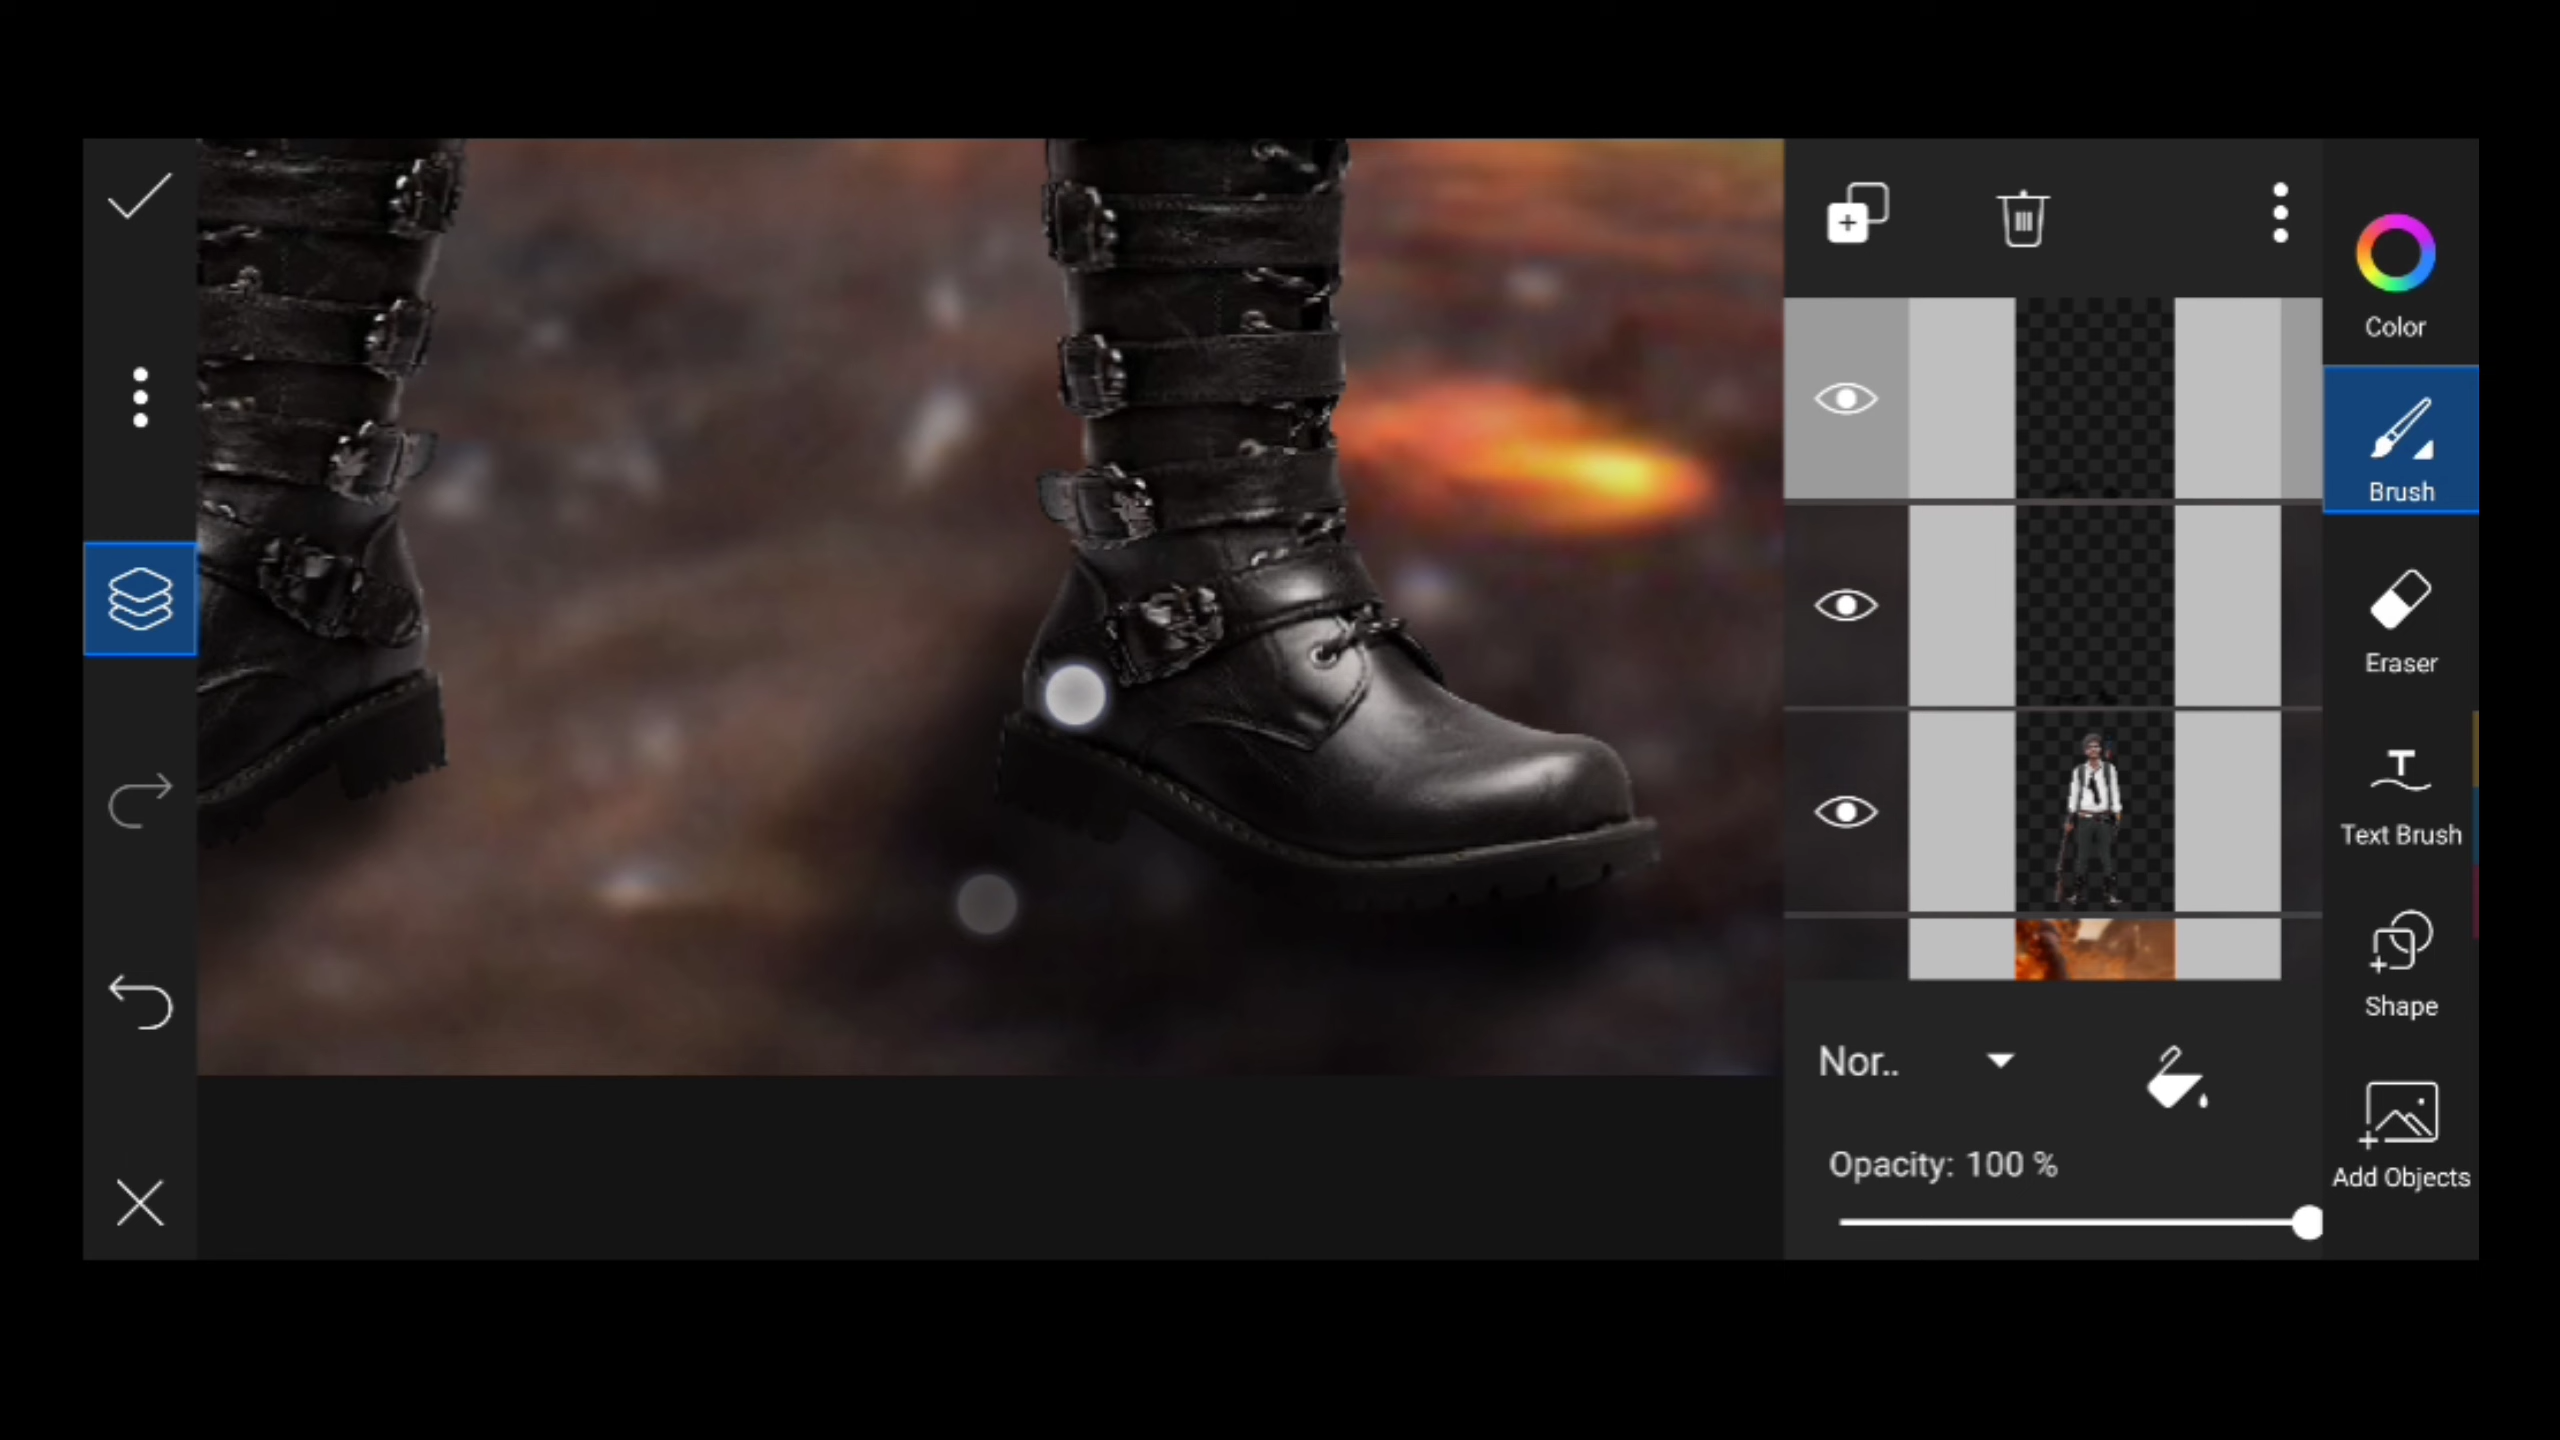 Color
Brush
Eraser
Text Brush
Shape
Add Objects
Nor..
Opacity: 100 %